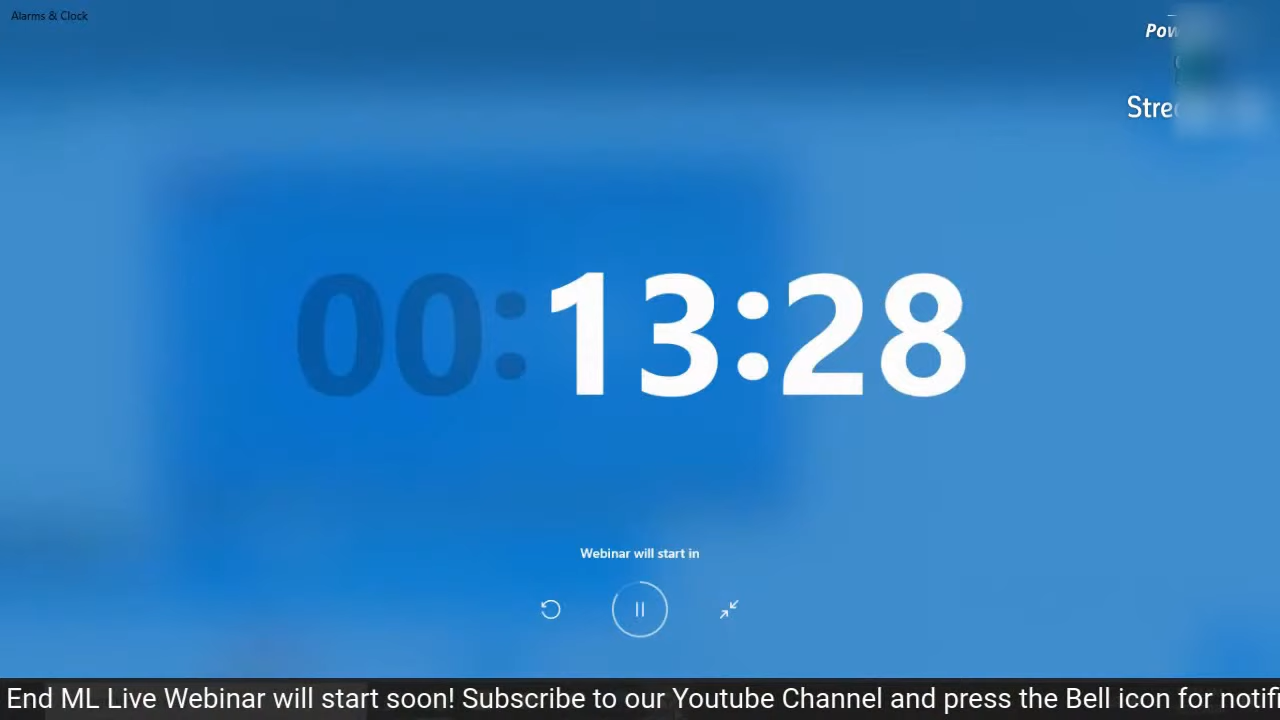 Alarms & Clock
00:13:28
Webinar will start in
End ML Live Webinar will start soon! Subscribe to our Youtube Channel and press the Bell icon for